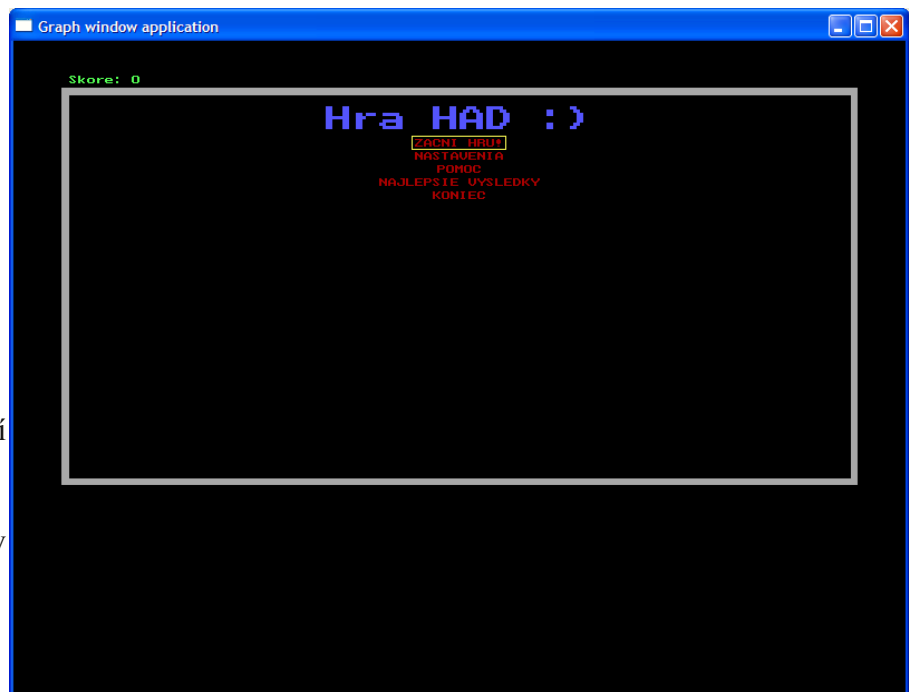 Graph window application
Skore: 0
Hra HAD :)
ZACNI HRU!
NASTAVENIA
POMOC
NAJLEPSIE VYSLEDKY
KONIEC
í